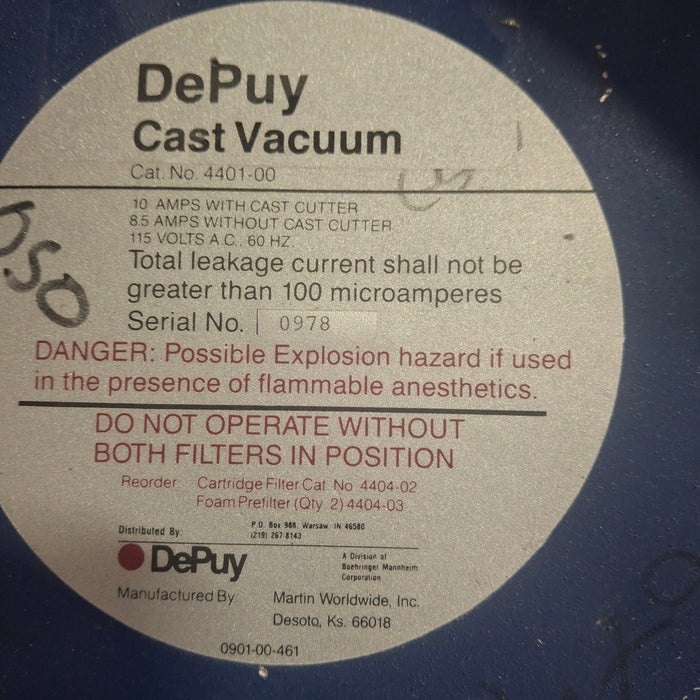 DePuy
Cast Vacuum
Cat. No. 4401-00
10 AMPS WITH CAST CUTTER
8.5 AMPS WITHOUT CAST CUTTER
115 VOLTS A.C. 60 HZ.
Total leakage current shall not be
greater than 100 microamperes
Serial No. 0978
DANGER: Possible Explosion hazard if used
in the presence of flammable anesthetics.
DO NOT OPERATE WITHOUT
BOTH FILTERS IN POSITION
Reorder Cartridge Filter Cat. No. 4404-02
Foam Prefilter (Qty. 2) 4404-03
Distributed By:
P.O. Box 988, Warsaw, IN 46580
(219) 267-8143
DePuy
A Division of
Boehringer Mannheim
Corporation
Manufactured By Martin Worldwide, Inc.
Desoto, Ks. 66018
0901-00-461